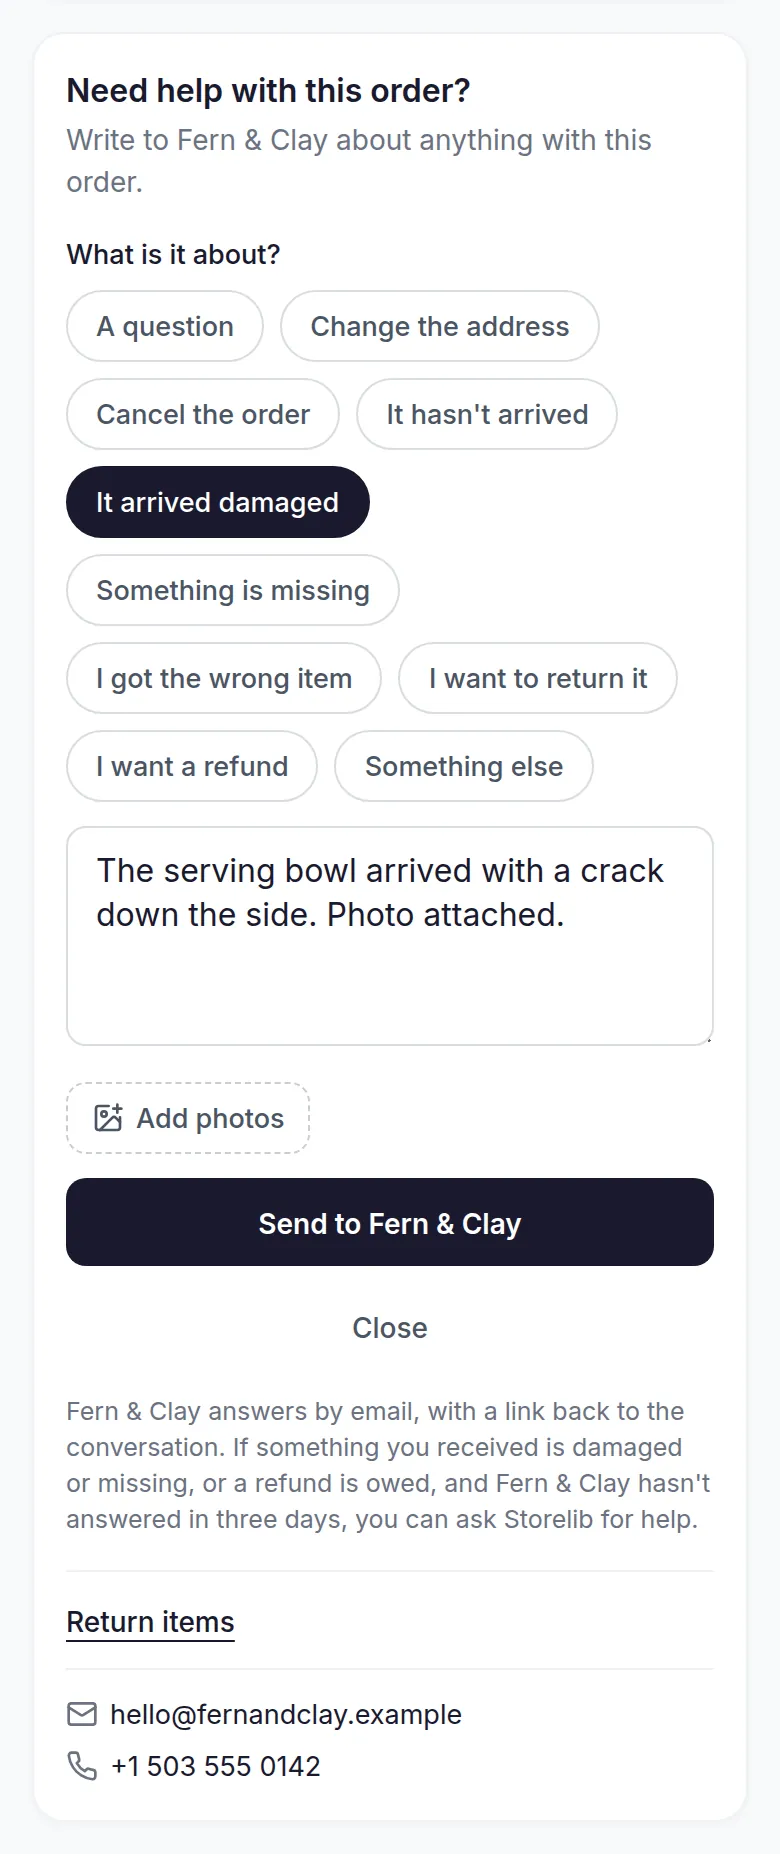 Need help with this order?
Write to Fern & Clay about anything with this
order.
What is it about?
A question
Change the address
Cancel the order
It hasn't arrived
It arrived damaged
Something is missing
I got the wrong item
I want to return it
I want a refund
Something else
The serving bowl arrived with a crack
down the side. Photo attached.
Add photos
Send to Fern & Clay
Close
Fern & Clay answers by email, with a link back to the
conversation. If something you received is damaged
or missing, or a refund is owed, and Fern & Clay hasn't
answered in three days, you can ask Storelib for help.
Return items
hello@fernandclay.example
+1 503 555 0142